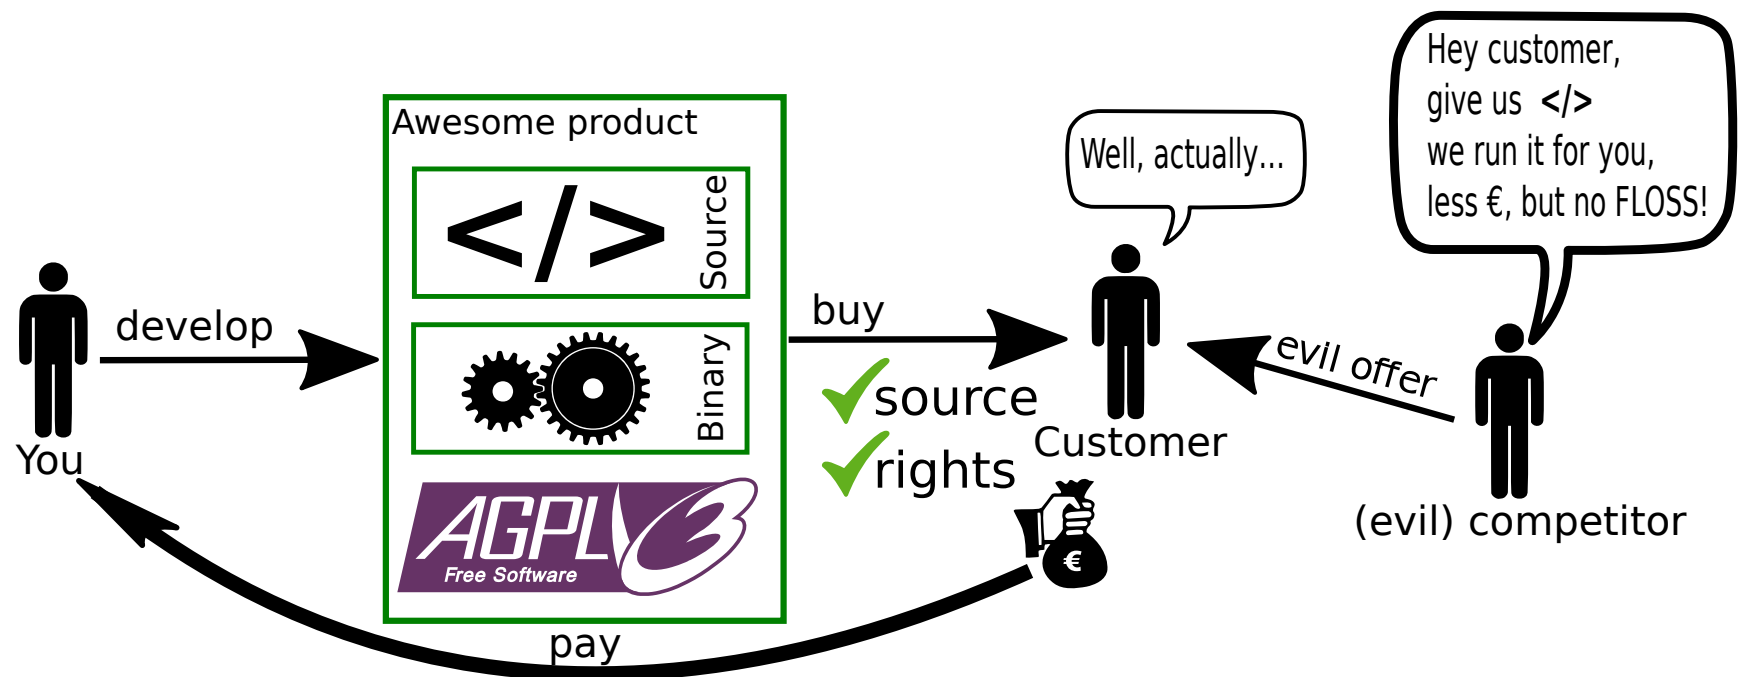 Hey customer,
give us </>
we run it for you,
less €, but no FLOSS!
Well, actually...
Awesome product
</>
Source
Binary
AGPLv3
Free Software
You
develop
buy
source
rights
Customer
evil offer
(evil) competitor
€
pay